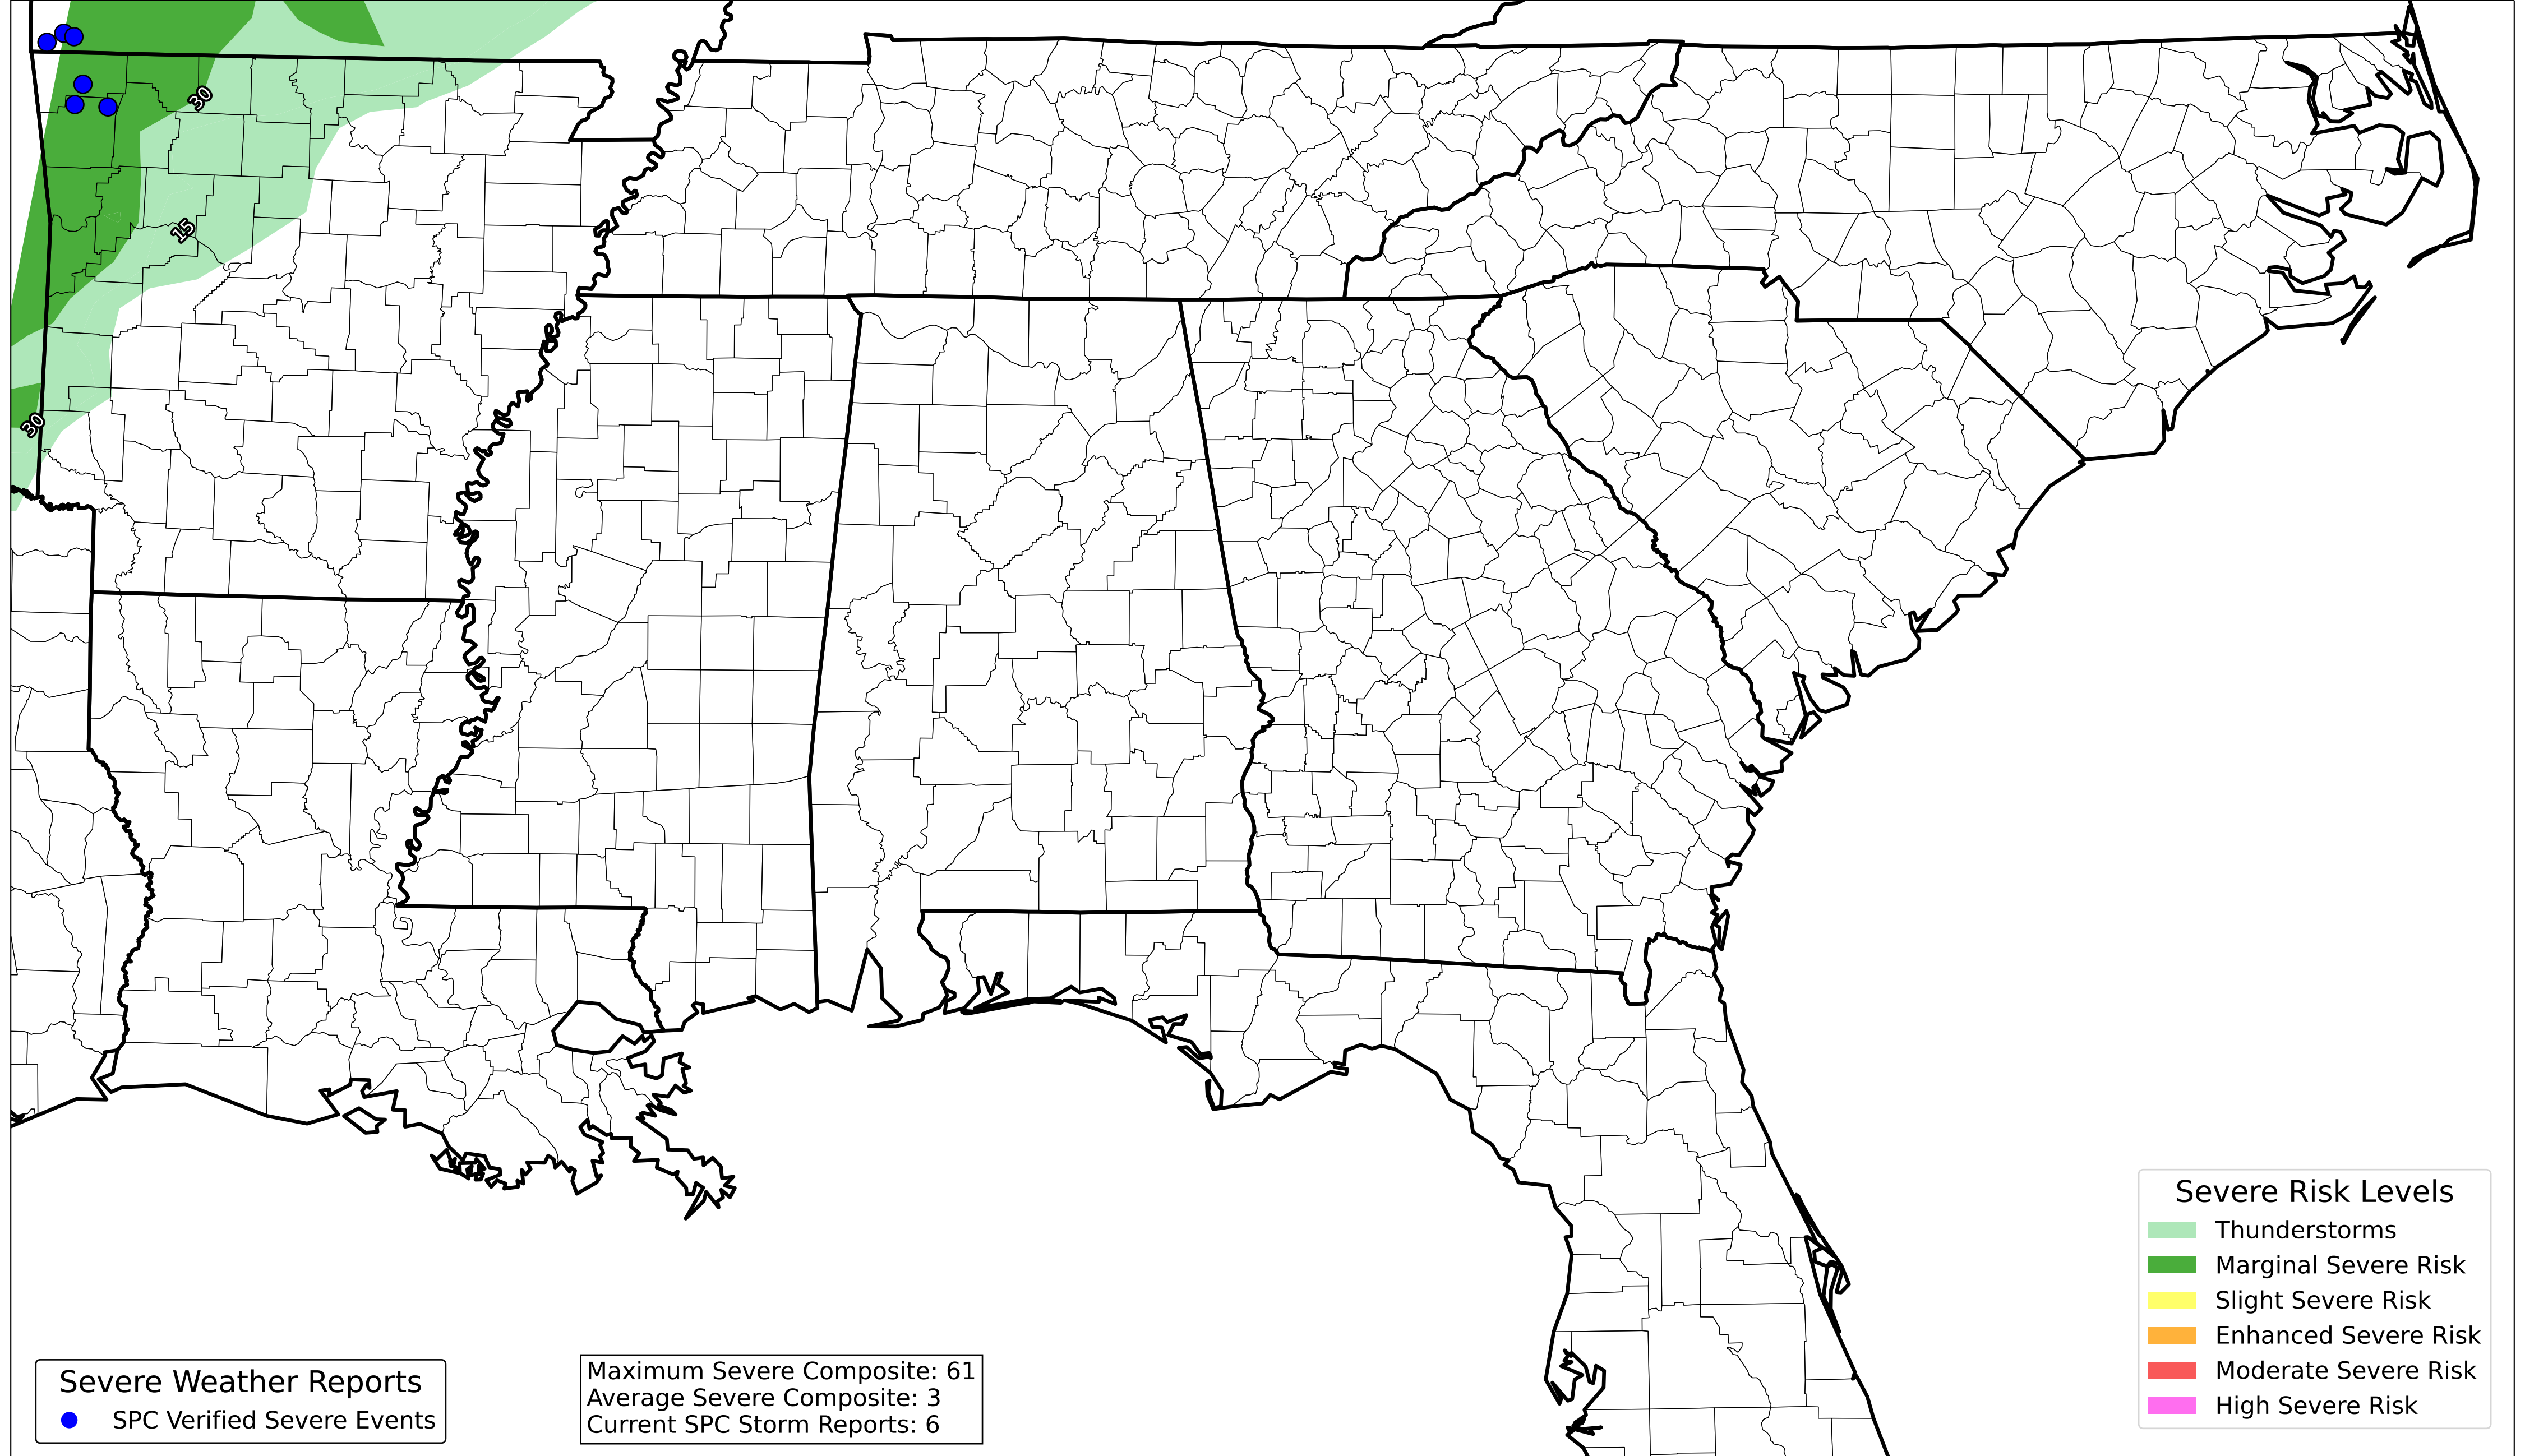 30
15
30
Severe Weather Reports
SPC Verified Severe Events
Maximum Severe Composite: 61
Average Severe Composite: 3
Current SPC Storm Reports: 6
Severe Risk Levels
Thunderstorms
Marginal Severe Risk
Slight Severe Risk
Enhanced Severe Risk
Moderate Severe Risk
High Severe Risk